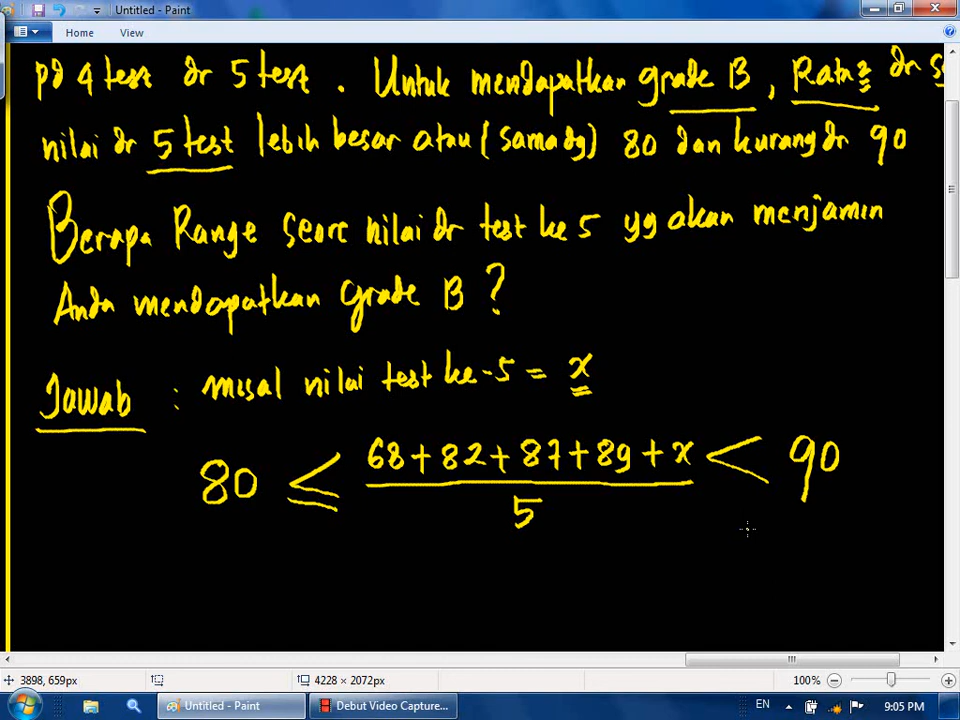 Untitled - Paint
Home View
pd 4 test dr 5 test . Untuk mendapatkan grade B , Rata2 dr
nilai dr 5 test lebih besar atau (sama dg) 80 dan kurang dr 90
Berapa Range score nilai dr test ke 5 yg akan menjamin
Anda mendapatkan grade B ?
Jawab : misal nilai test ke-5 = x
80 ≤ (68 + 82 + 87 + 89 + x)/5 < 90
3898, 659px 4228 × 2072px 100%
Untitled - Paint Debut Video Capture... EN 9:05 PM